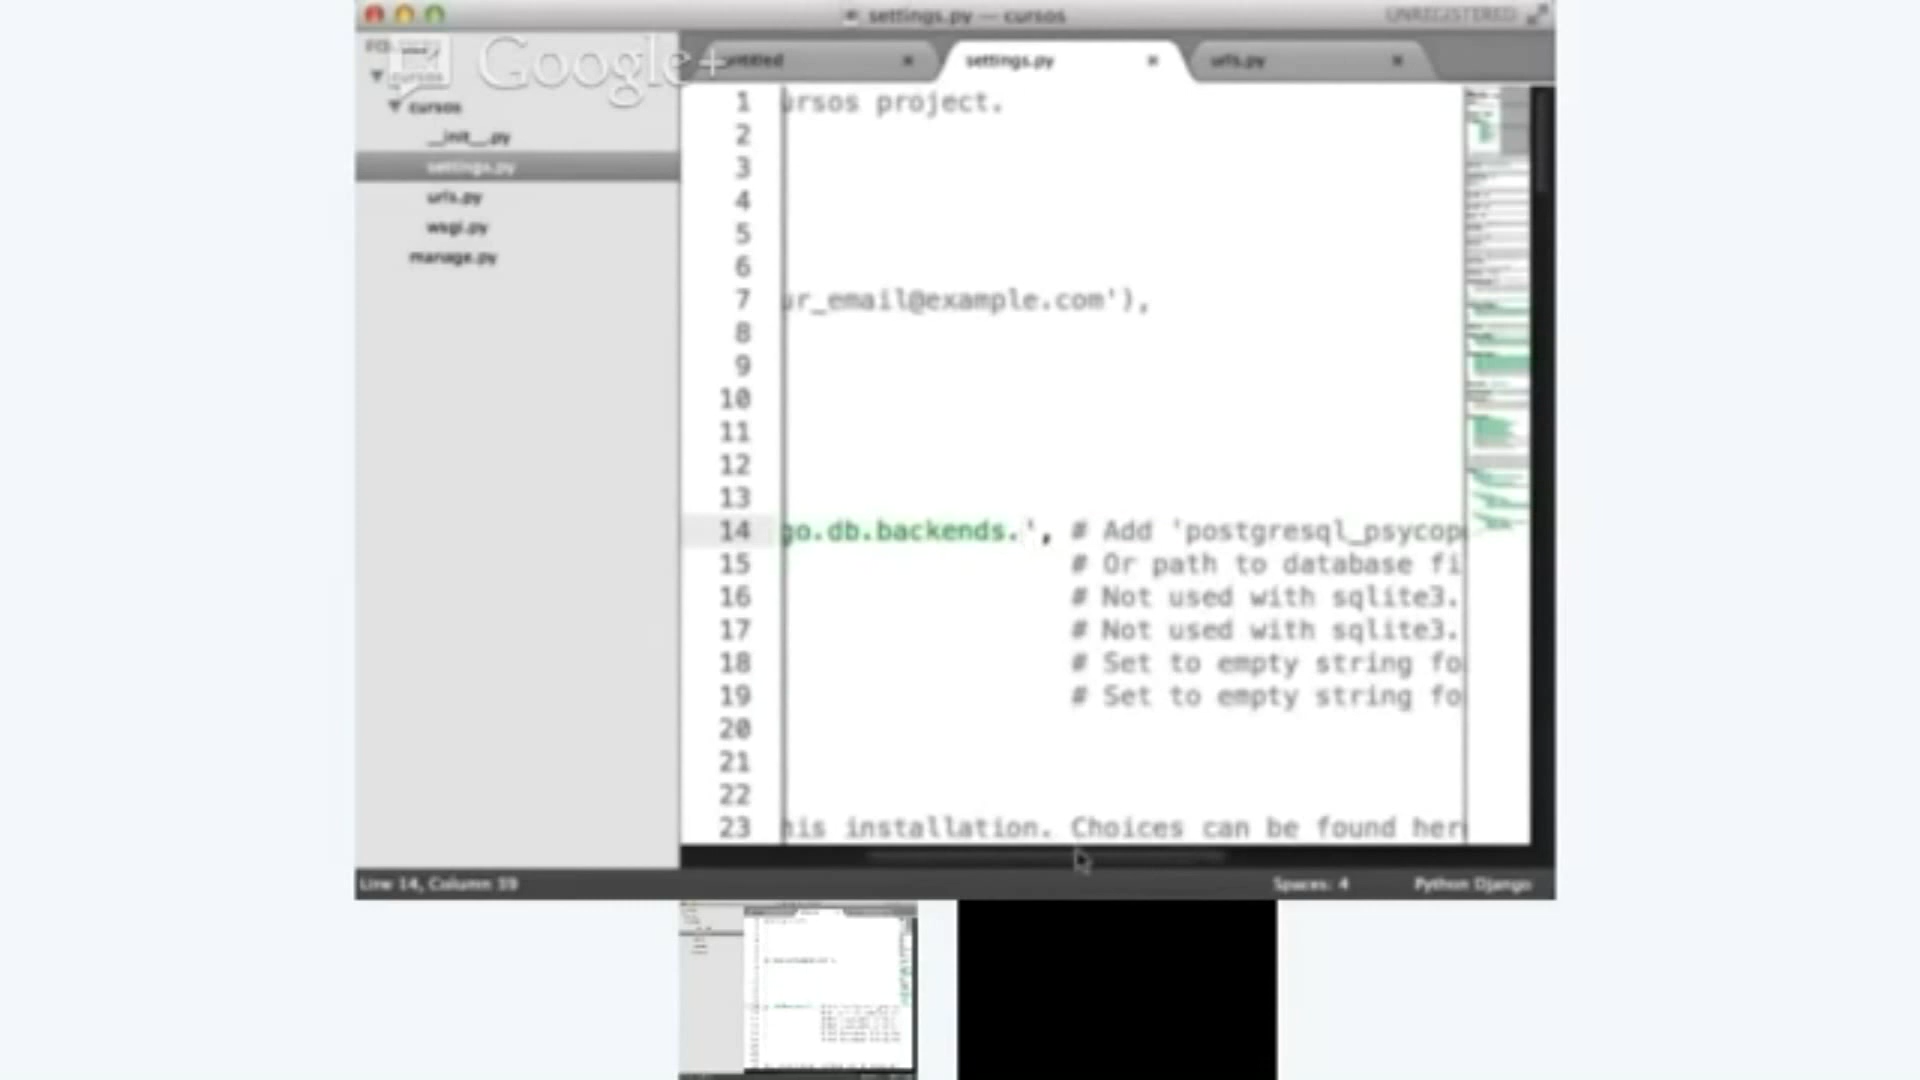 settings.py — cursos
UNREGISTERED
Google+
untitled
settings.py
urls.py
cursos
cursos
__init__.py
settings.py
urls.py
wsgi.py
manage.py
1 ursos project.
2
3
4
5
6
7 ur_email@example.com'),
8
9
10
11
12
13
14 go.db.backends.', # Add 'postgresql_psycop
15 # Or path to database fi
16 # Not used with sqlite3.
17 # Not used with sqlite3.
18 # Set to empty string fo
19 # Set to empty string fo
20
21
22
23 his installation. Choices can be found her
Line 14, Column 39
Spaces: 4
Python Django